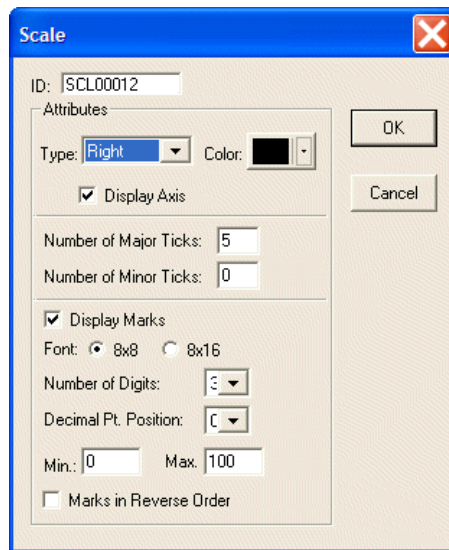 Scale
ID: SCL00012
Attributes
Type: Right Color:
Display Axis
Number of Major Ticks: 5
Number of Minor Ticks: 0
Display Marks
Font: 8x8 8x16
Number of Digits: 3
Decimal Pt. Position:
Min.: 0 Max. 100
Marks in Reverse Order
OK
Cancel